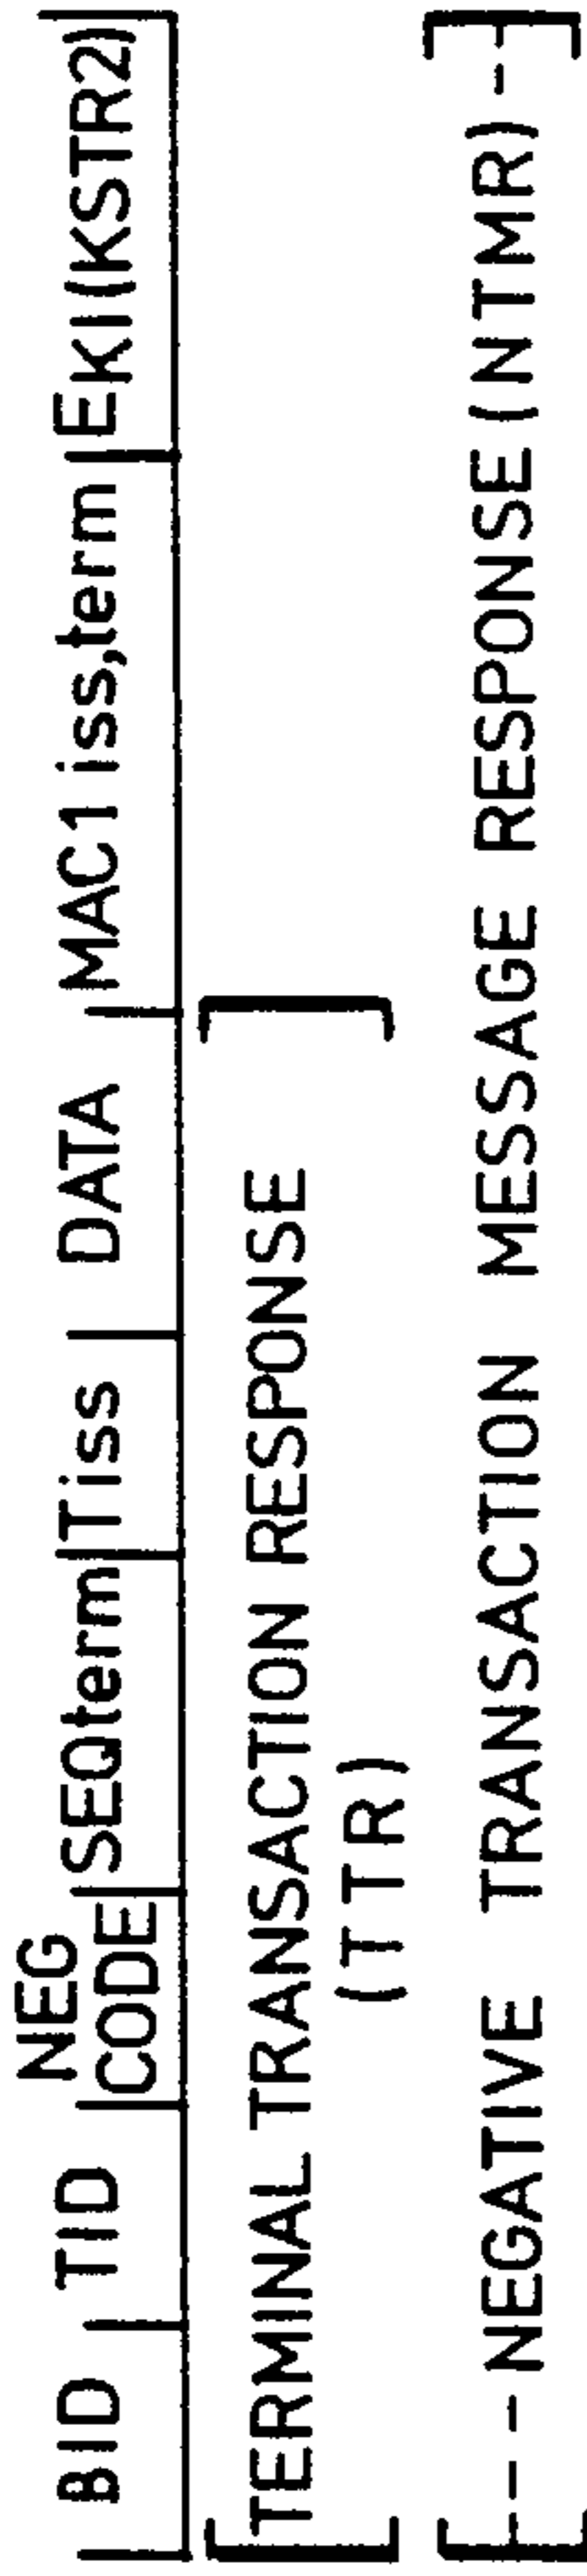 BID TID NEG CODE SEQterm Tiss DATA MAC1 iss,term EKI(KSTR2)
TERMINAL TRANSACTION RESPONSE
(TTR)
NEGATIVE TRANSACTION MESSAGE RESPONSE (NTMR)